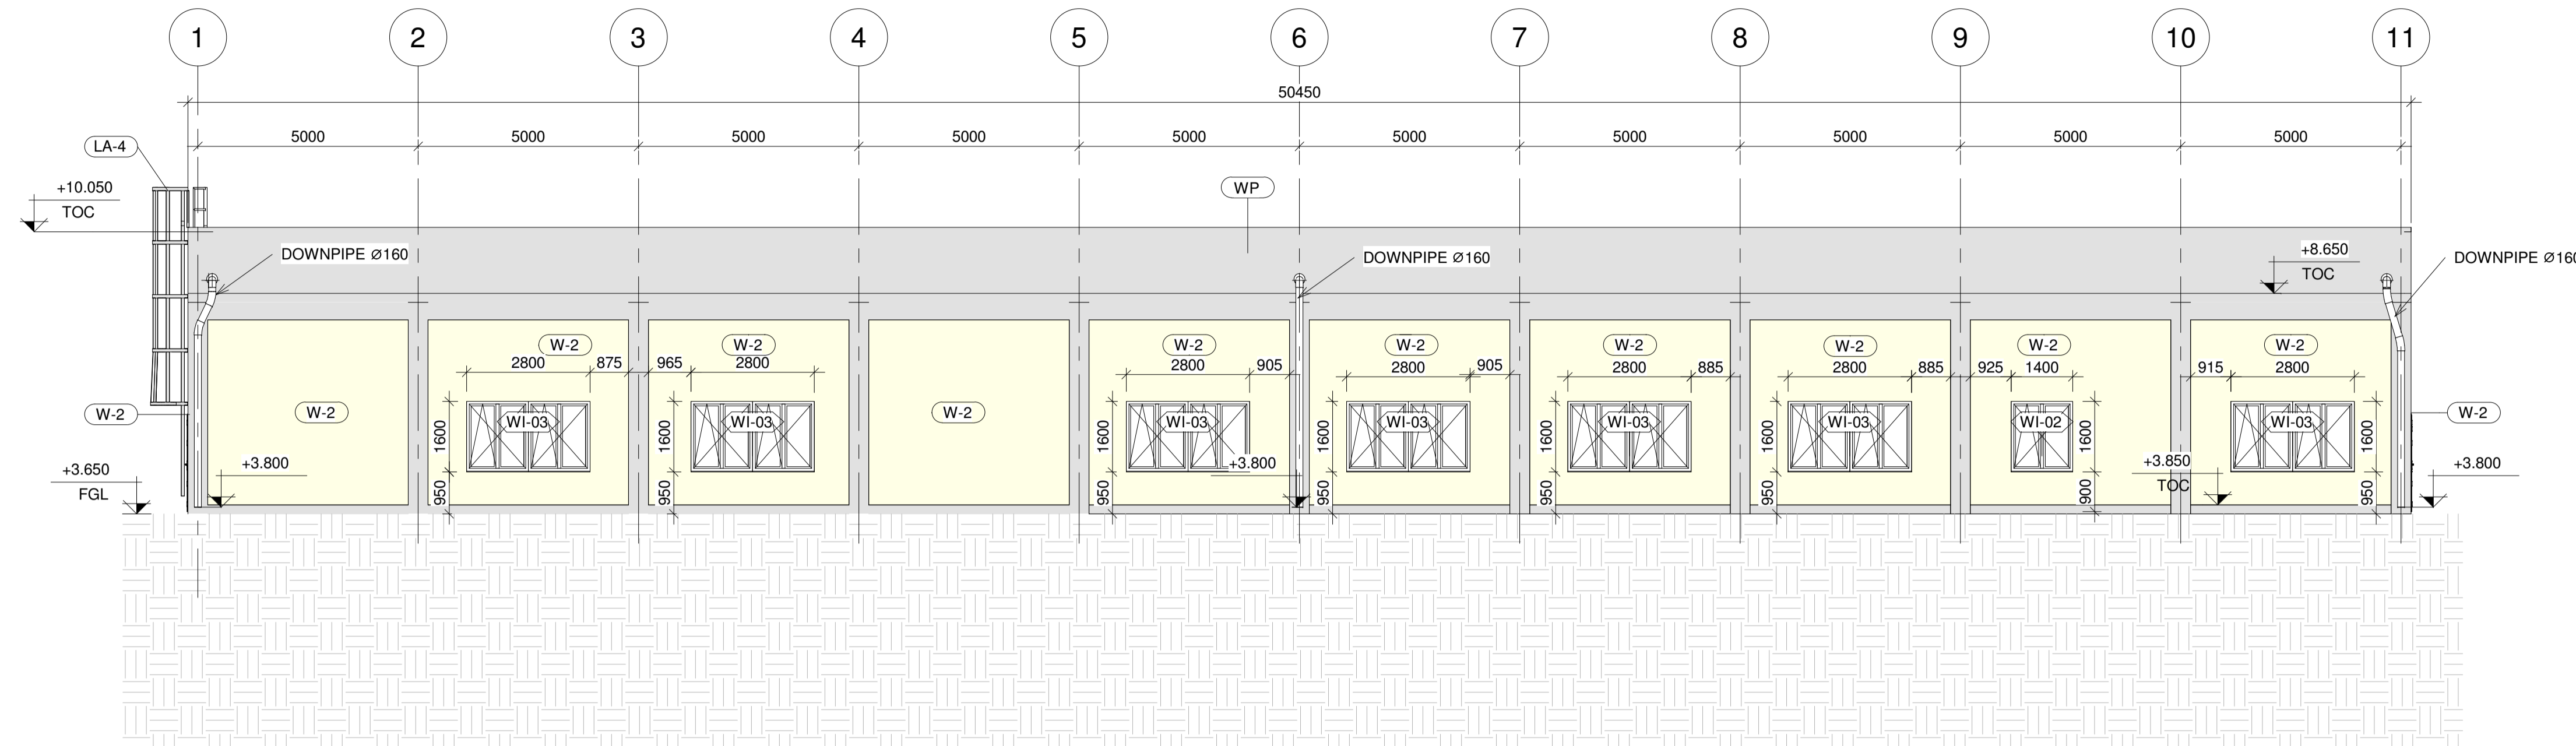 1 2 3 4 5 6 7 8 9 10 11
50450
5000 5000 5000 5000 5000 5000 5000 5000 5000 5000
LA-4
+10.050
TOC
WP
DOWNPIPE Ø160
DOWNPIPE Ø160
+8.650
TOC
DOWNPIPE Ø160
W-2 W-2 W-2 W-2 W-2 W-2 W-2 W-2
2800 875 965 2800 2800 905 2800 905 2800 885 2800 885 925 1400 915 2800
W-2 W-2 W-2 W-2
WI-03 WI-03 WI-03 WI-03 WI-03 WI-03 WI-02 WI-03
1600 1600 1600 1600 1600 1600 1600 1600
+3.650
FGL
+3.800
+3.800
+3.850
TOC
+3.800
950 950 950 950 950 950 900 950